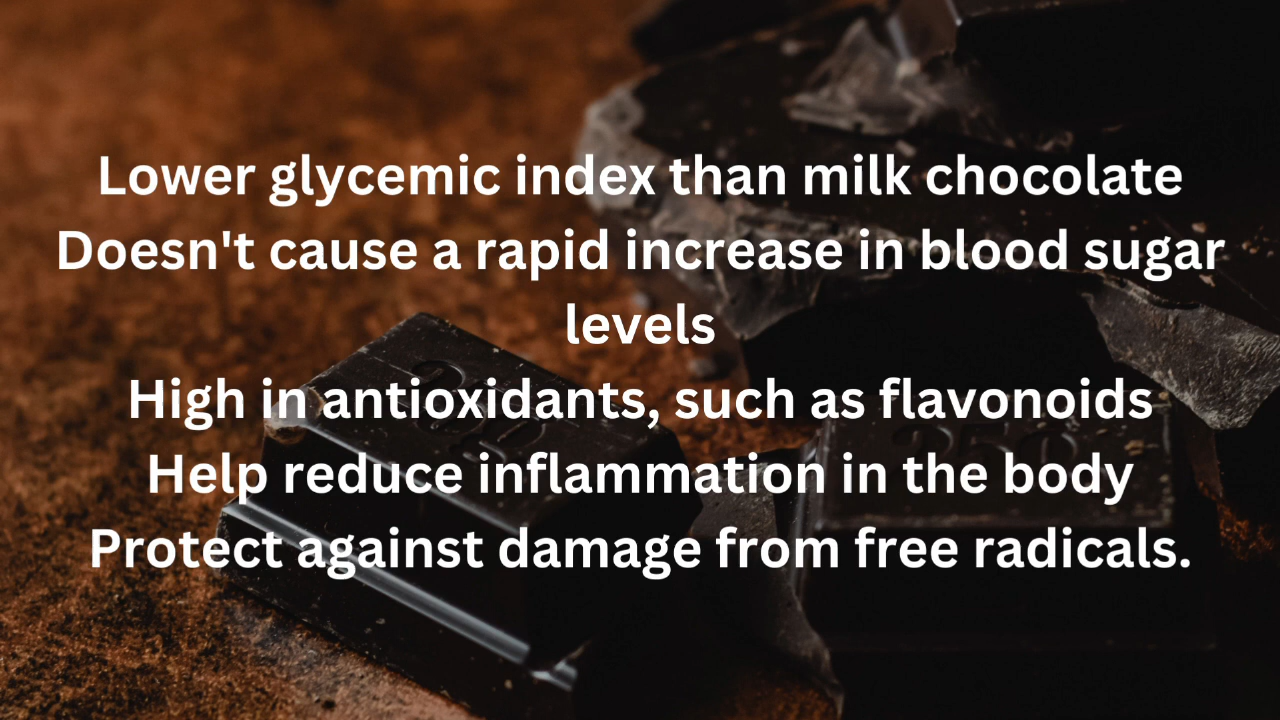 Lower glycemic index than milk chocolate
Doesn't cause a rapid increase in blood sugar
levels
High in antioxidants, such as flavonoids
Help reduce inflammation in the body
Protect against damage from free radicals.